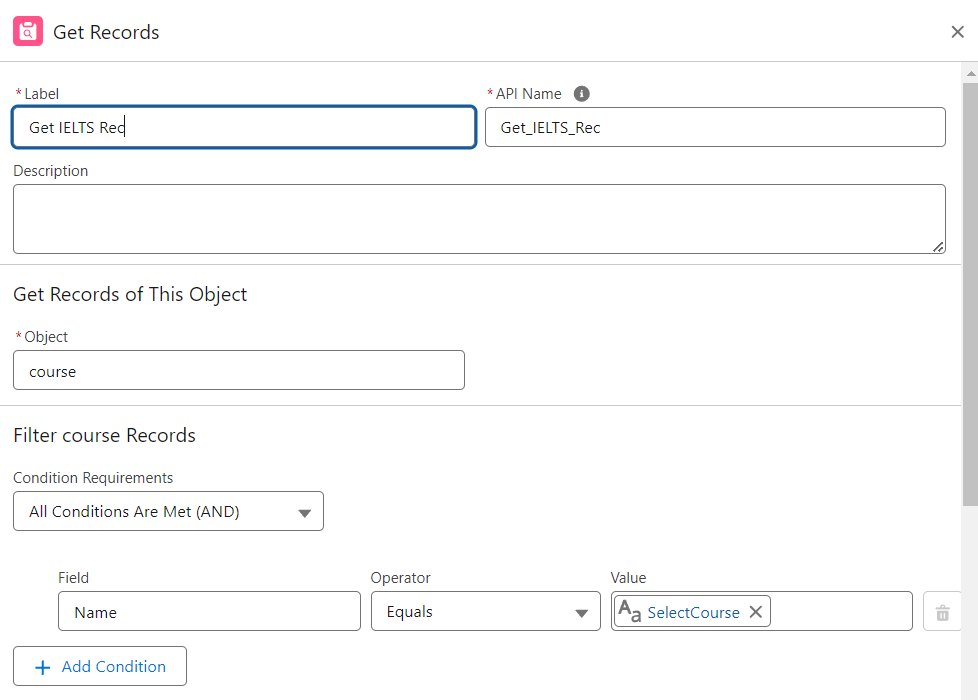 Get Records
* Label
* API Name
Get IELTS Rec
Get_IELTS_Rec
Description
Get Records of This Object
* Object
course
Filter course Records
Condition Requirements
All Conditions Are Met (AND)
Field
Operator
Value
Name
Equals
Aa SelectCourse
+ Add Condition